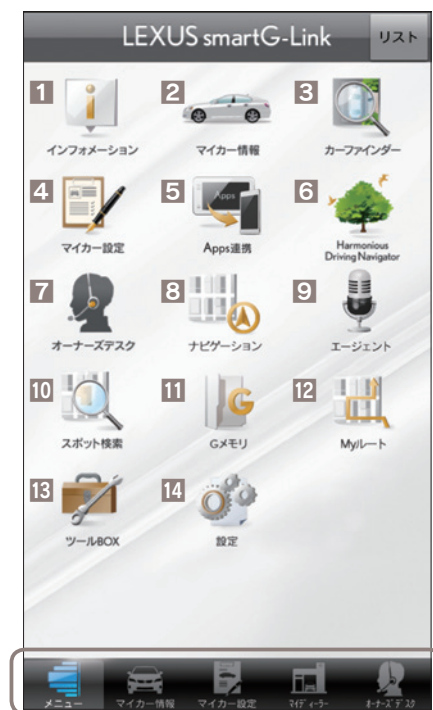 LEXUS smartG-Link
リスト
1
2
3
インフォメーション
マイカー情報
カーファインダー
4
5
6
Apps
マイカー設定
Apps連携
Harmonious
Driving Navigator
7
8
9
オーナーズデスク
ナビゲーション
エージェント
10
11
12
G
スポット検索
Gメモリ
Myルート
13
14
ツールBOX
設定
メニュー
マイカー情報
マイカー設定
マイディーラー
オーナーズデスク